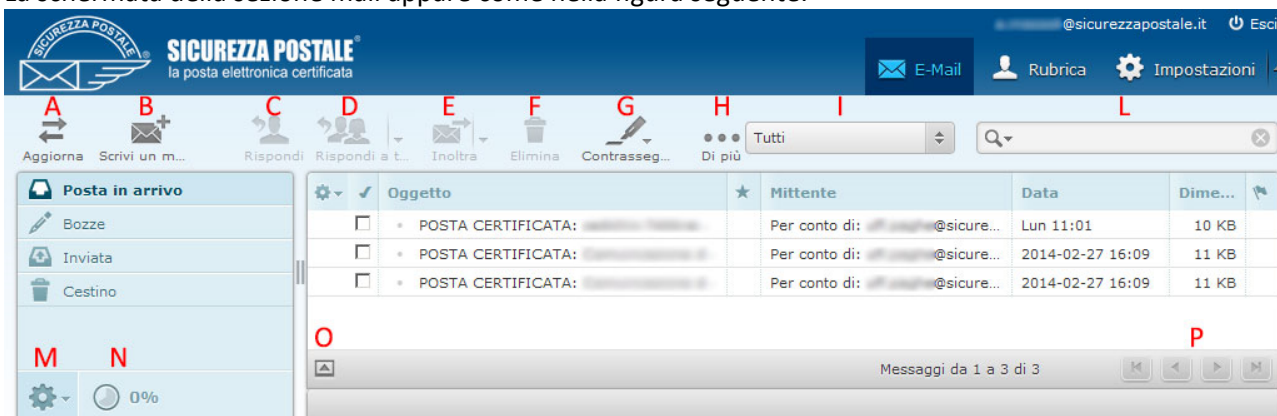 La schermata della sezione mail appare come nella figura seguente:
@sicurezzapostale.it Esci
SICUREZZA POSTALE
SICUREZZA POSTALE®
la posta elettronica certificata
E-Mail Rubrica Impostazioni
A B C D E F G H I L
Aggiorna Scrivi un m... Rispondi Rispondi a t... Inoltra Elimina Contrasseg... Di più Tutti
Posta in arrivo
Bozze
Inviata
Cestino
Oggetto Mittente Data Dime...
POSTA CERTIFICATA: Per conto di: @sicure... Lun 11:01 10 KB
POSTA CERTIFICATA: Per conto di: @sicure... 2014-02-27 16:09 11 KB
POSTA CERTIFICATA: Per conto di: @sicure... 2014-02-27 16:09 11 KB
M N O P
0%
Messaggi da 1 a 3 di 3